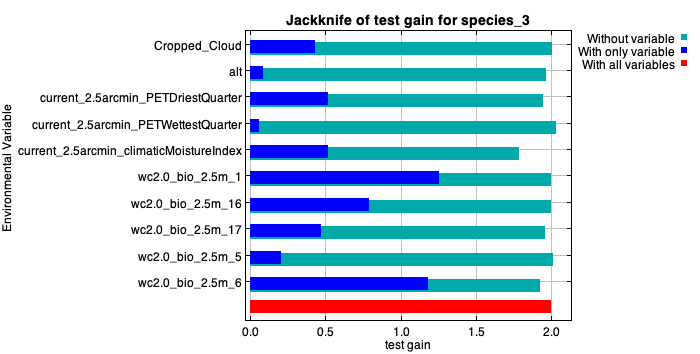 Jackknife of test gain for species_3
Without variable
With only variable
With all variables
Environmental Variable
Cropped_Cloud
alt
current_2.5arcmin_PETDriestQuarter
current_2.5arcmin_PETWettestQuarter
current_2.5arcmin_climaticMoistureIndex
wc2.0_bio_2.5m_1
wc2.0_bio_2.5m_16
wc2.0_bio_2.5m_17
wc2.0_bio_2.5m_5
wc2.0_bio_2.5m_6
0.0 0.5 1.0 1.5 2.0
test gain